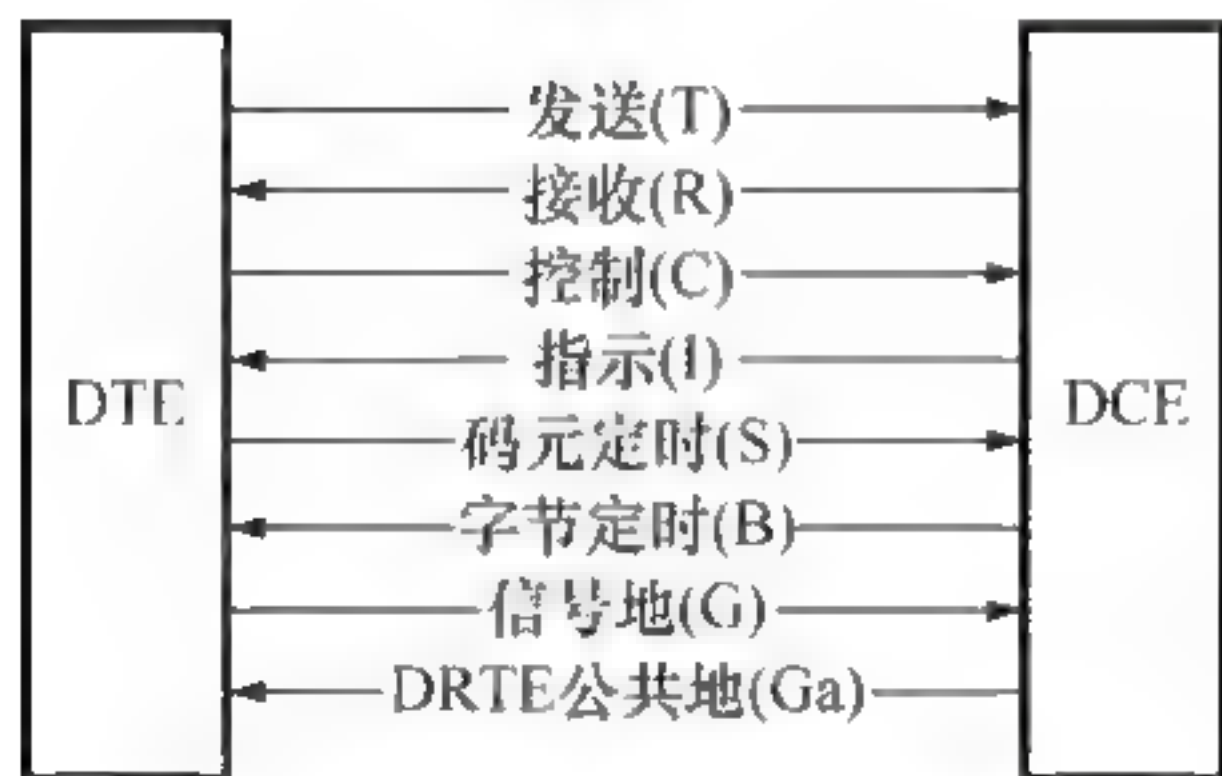 发送(T)
接收(R)
控制(C)
指示(I)
DTE
DCE
码元定时(S)
字节定时(B)
信号地(G)
DRTE公共地(Ga)